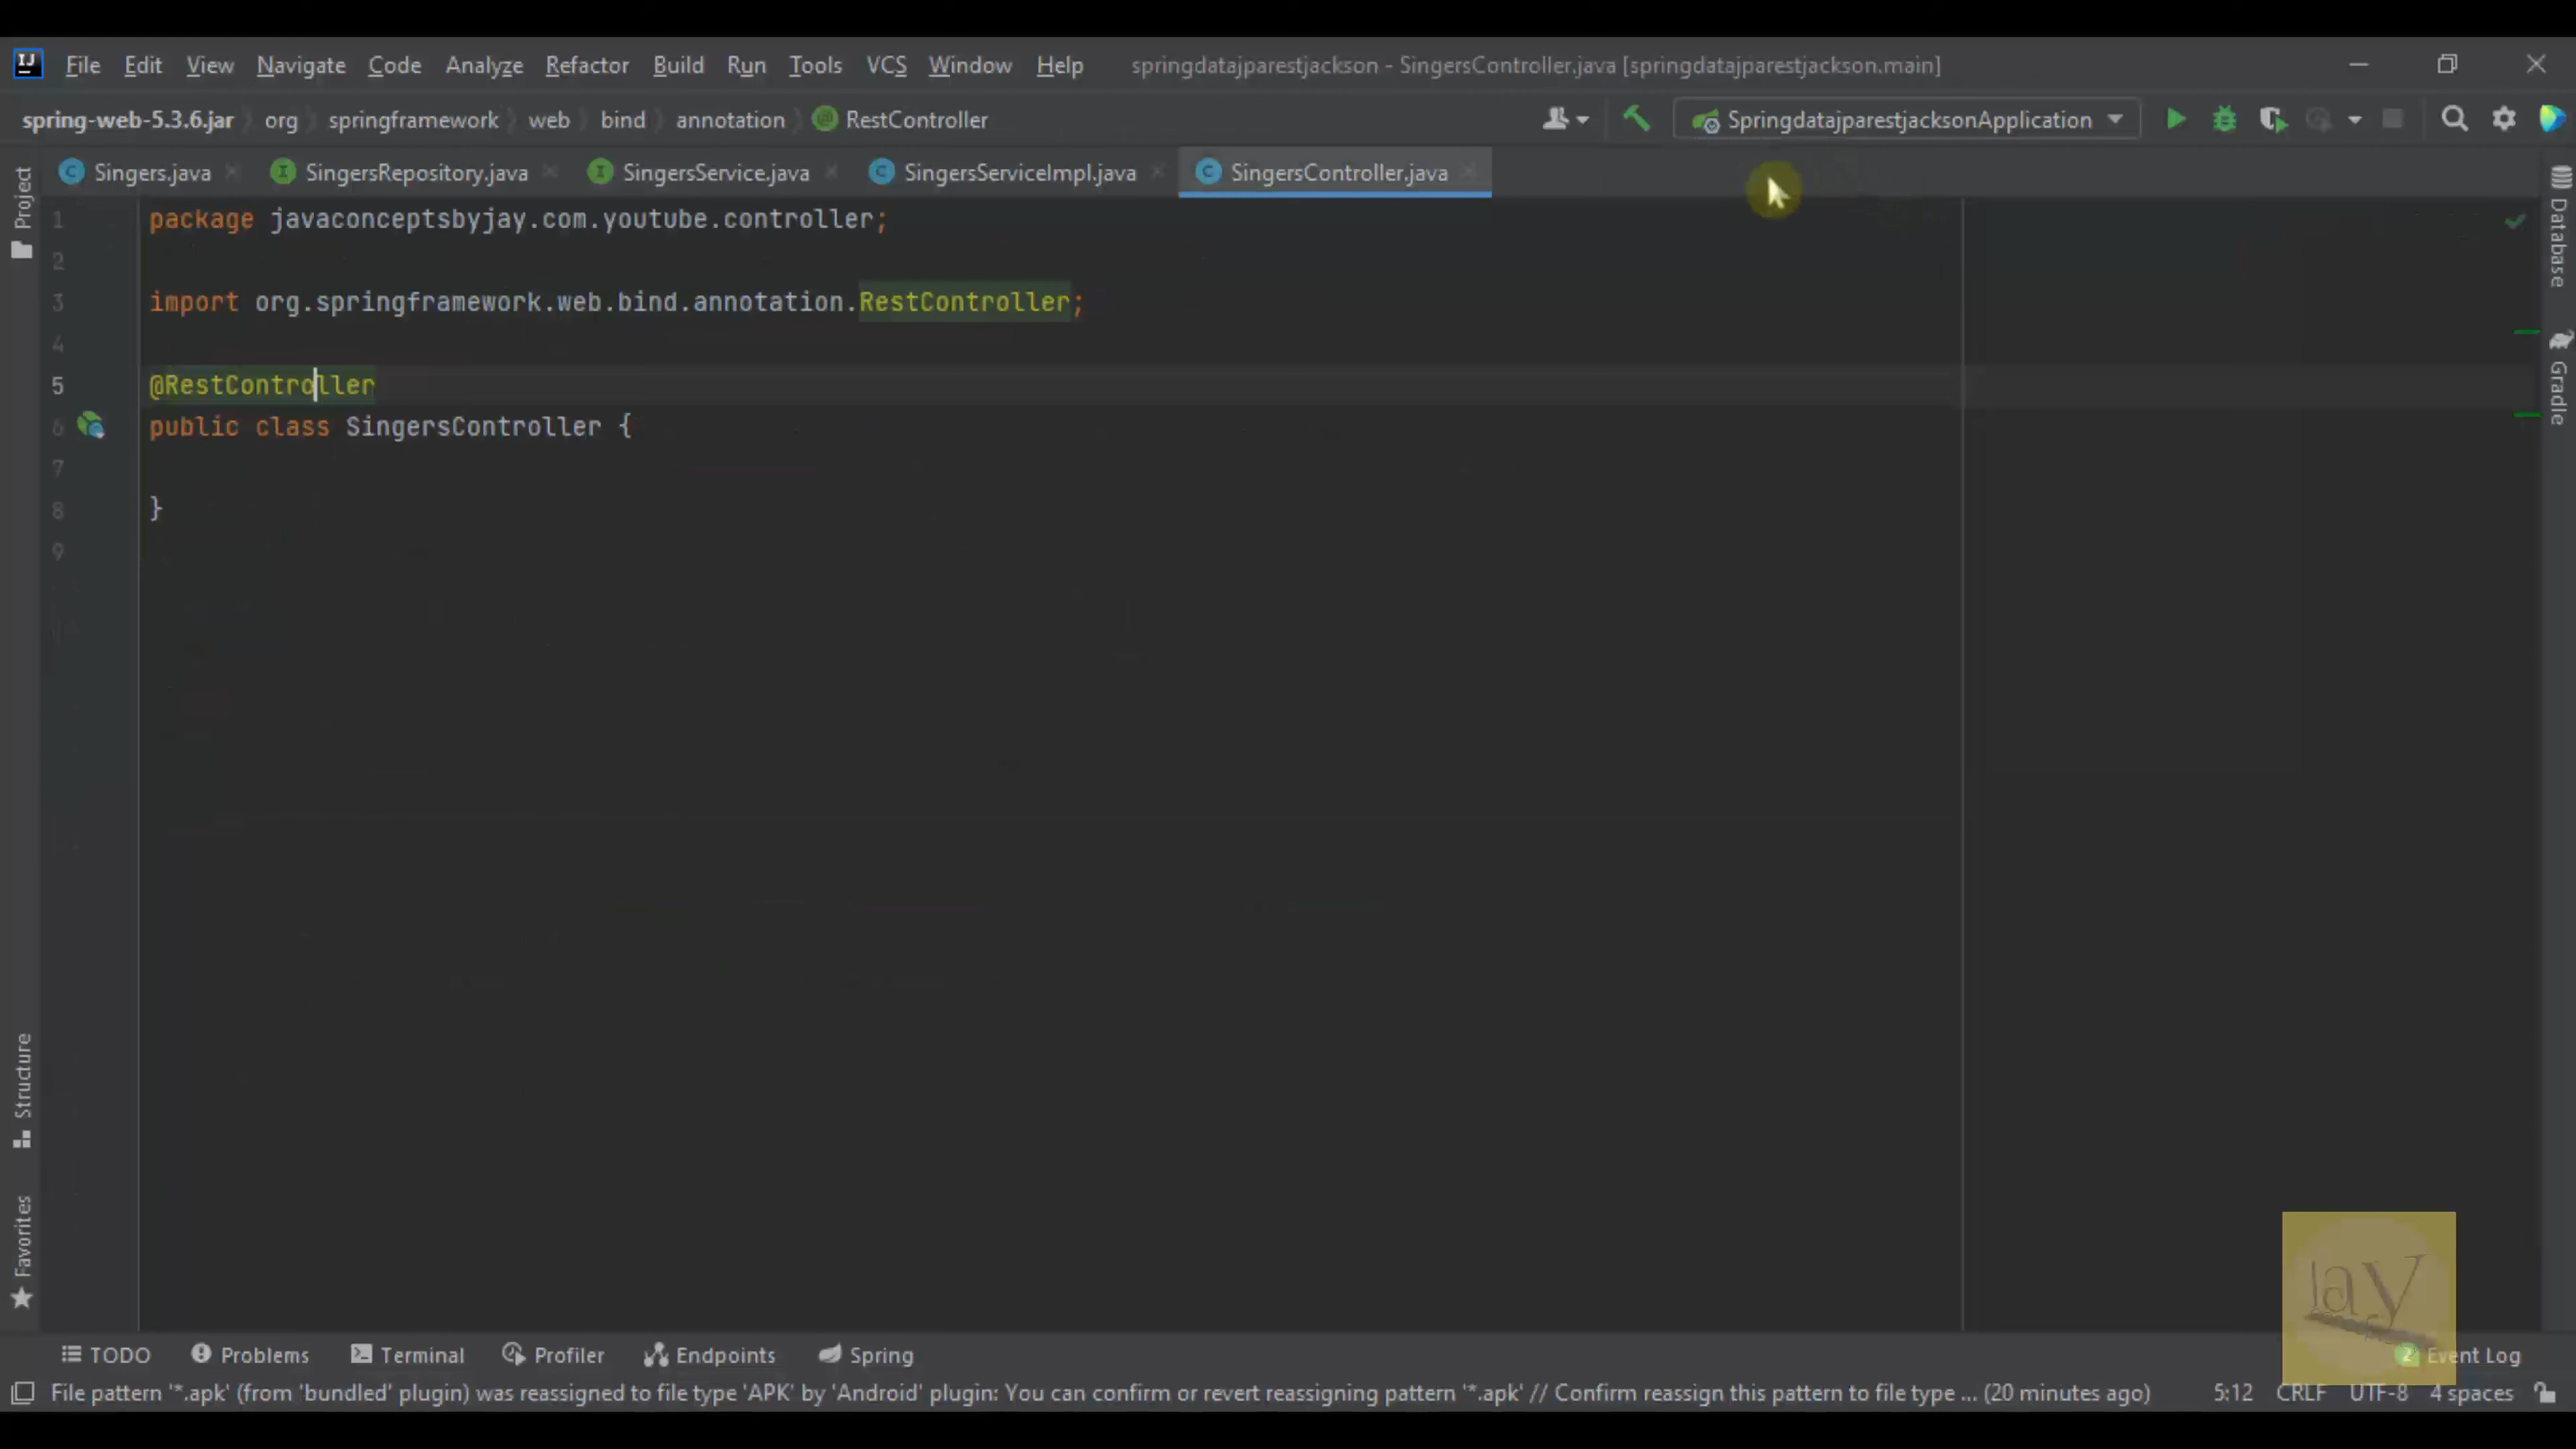 File Edit View Navigate Code Analyze Refactor Build Run Tools VCS Window Help springdatajparestjackson - SingersController.java [springdatajparestjackson.main]
spring-web-5.3.6.jar org springframework web bind annotation RestController SpringdatajparestjacksonApplication
Singers.java SingersRepository.java SingersService.java SingersServiceImpl.java SingersController.java
Project
Database
Gradle
1 package javaconceptsbyjay.com.youtube.controller;
2
3 import org.springframework.web.bind.annotation.RestController;
4
5 @RestController
6 public class SingersController {
7
8 }
9
Structure
Favorites
TODO Problems Terminal Profiler Endpoints Spring 2 Event Log
File pattern '*.apk' (from 'bundled' plugin) was reassigned to file type 'APK' by 'Android' plugin: You can confirm or revert reassigning pattern '*.apk' // Confirm reassign this pattern to file type ... (20 minutes ago) 5:12 CRLF UTF-8 4 spaces